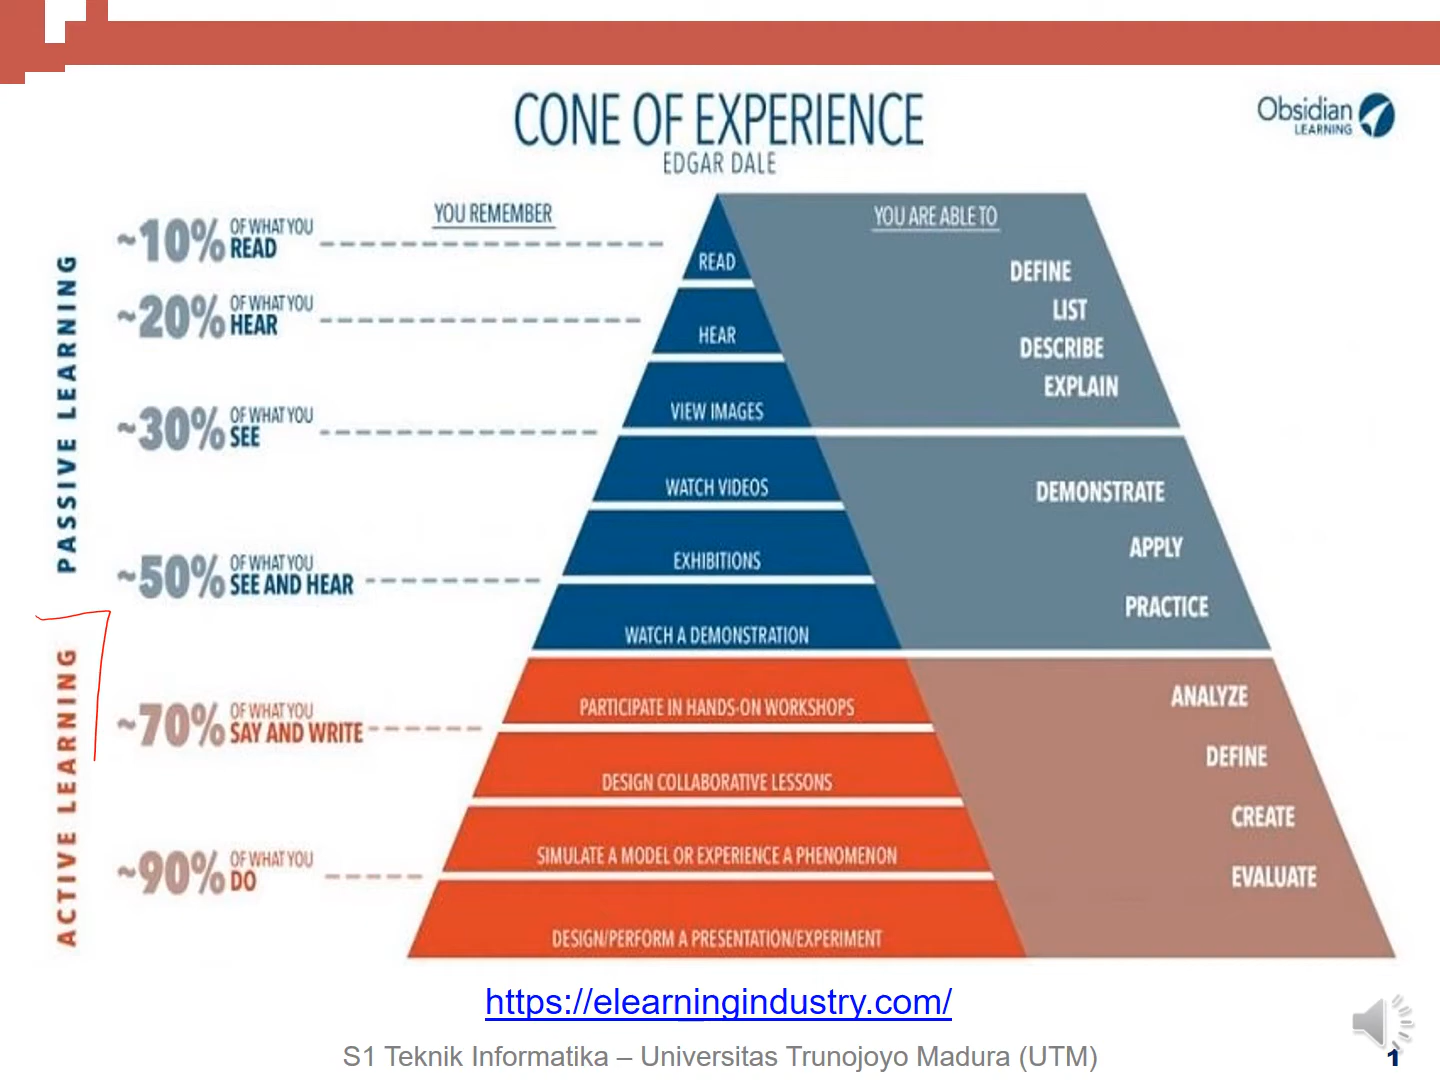 CONE OF EXPERIENCE
EDGAR DALE
Obsidian
LEARNING
PASSIVE LEARNING
ACTIVE LEARNING
YOU REMEMBER
~10% OF WHAT YOU READ
~20% OF WHAT YOU HEAR
~30% OF WHAT YOU SEE
~50% OF WHAT YOU SEE AND HEAR
~70% OF WHAT YOU SAY AND WRITE
~90% OF WHAT YOU DO
READ
HEAR
VIEW IMAGES
WATCH VIDEOS
EXHIBITIONS
WATCH A DEMONSTRATION
PARTICIPATE IN HANDS-ON WORKSHOPS
DESIGN COLLABORATIVE LESSONS
SIMULATE A MODEL OR EXPERIENCE A PHENOMENON
DESIGN/PERFORM A PRESENTATION/EXPERIMENT
YOU ARE ABLE TO
DEFINE
LIST
DESCRIBE
EXPLAIN
DEMONSTRATE
APPLY
PRACTICE
ANALYZE
DEFINE
CREATE
EVALUATE
https://elearningindustry.com/
S1 Teknik Informatika – Universitas Trunojoyo Madura (UTM)
1